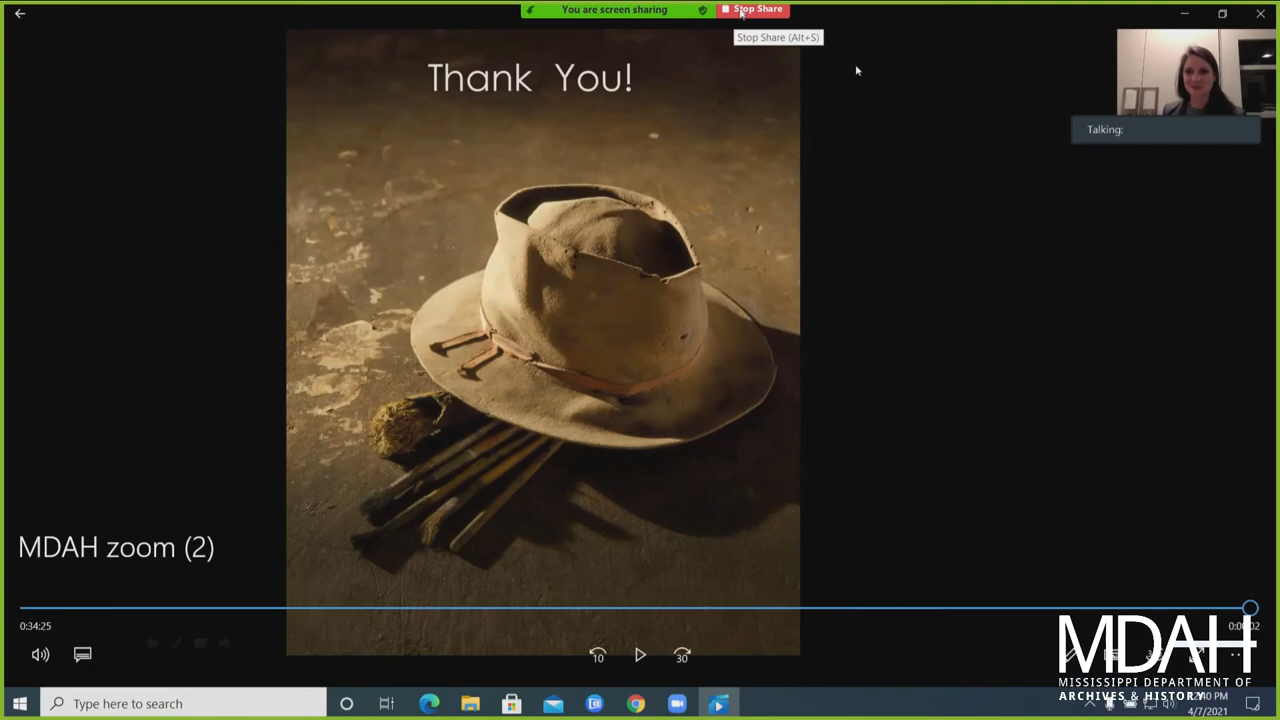 You are screen sharing
Stop Share
Stop Share (Alt+S)
Thank You!
Talking:
MDAH zoom (2)
0:34:25
10
30
MDAH
MISSISSIPPI DEPARTMENT OF
ARCHIVES & HISTORY
Type here to search
4/7/2021